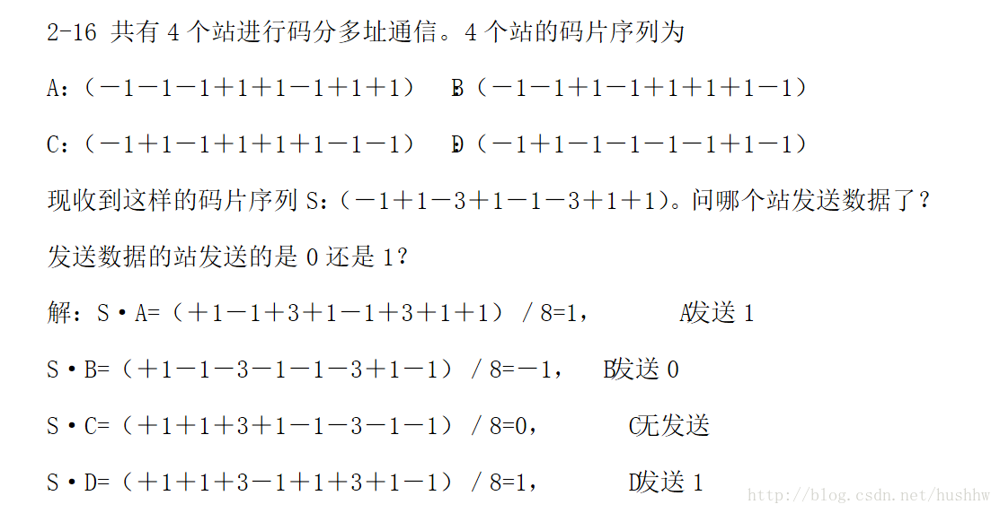 2-16 共有4个站进行码分多址通信。4个站的码片序列为
A:(-1-1-1+1+1-1+1+1) B:(-1-1+1-1+1+1+1-1)
C:(-1+1-1+1+1+1-1-1) D:(-1+1-1-1-1-1+1-1)
现收到这样的码片序列S:(-1+1-3+1-1-3+1+1)。问哪个站发送数据了?
发送数据的站发送的是0还是1?
解:S·A=(+1-1+3+1-1+3+1+1)/8=1, A发送1
S·B=(+1-1-3-1-1-3+1-1)/8=-1, B发送0
S·C=(+1+1+3+1-1-3-1-1)/8=0, C无发送
S·D=(+1+1+3-1+1+3+1-1)/8=1, D发送1
http://blog.csdn.net/hushhw